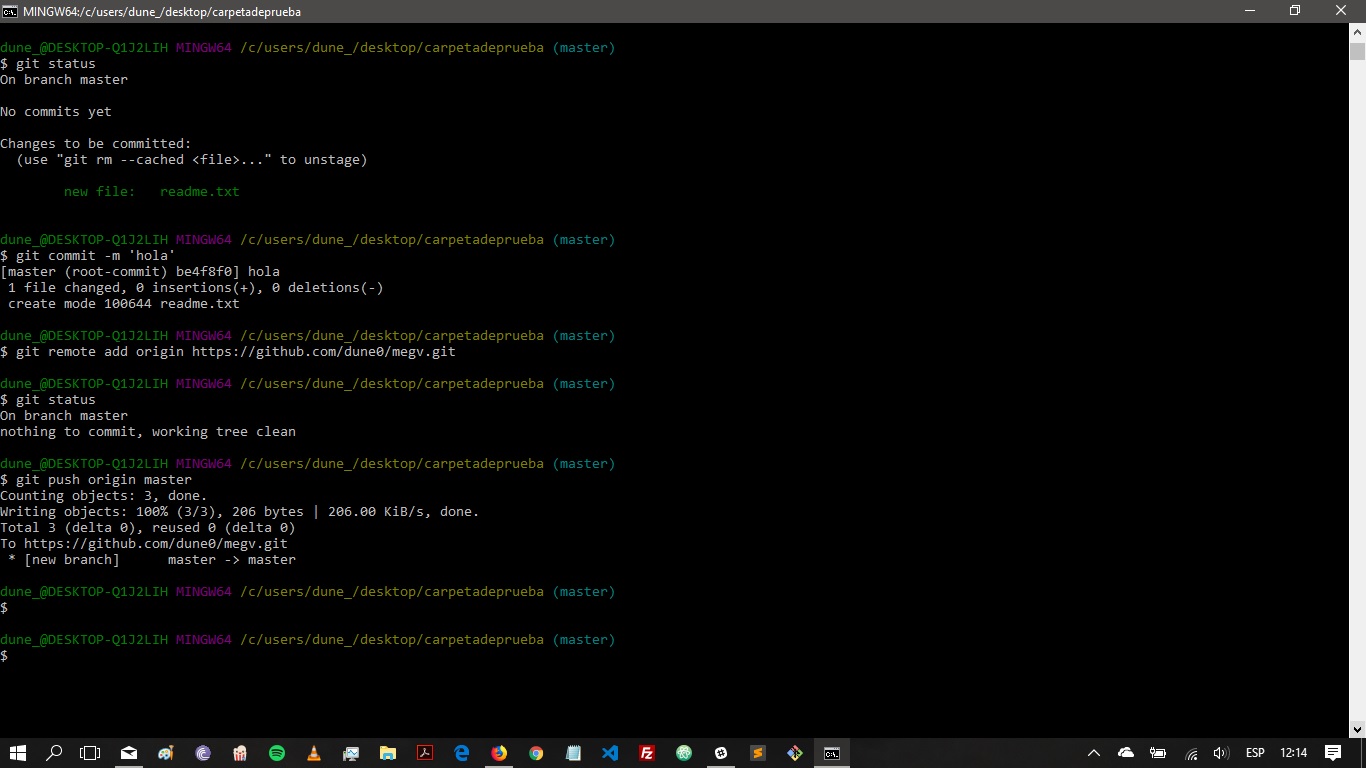 MINGW64:/c/users/dune_/desktop/carpetadeprueba
dune_@DESKTOP-Q1J2LIH MINGW64 /c/users/dune_/desktop/carpetadeprueba (master)
$ git status
On branch master
No commits yet
Changes to be committed:
  (use "git rm --cached <file>..." to unstage)
        new file:   readme.txt
dune_@DESKTOP-Q1J2LIH MINGW64 /c/users/dune_/desktop/carpetadeprueba (master)
$ git commit -m 'hola'
[master (root-commit) be4f8f0] hola
 1 file changed, 0 insertions(+), 0 deletions(-)
 create mode 100644 readme.txt
dune_@DESKTOP-Q1J2LIH MINGW64 /c/users/dune_/desktop/carpetadeprueba (master)
$ git remote add origin https://github.com/dune0/megv.git
dune_@DESKTOP-Q1J2LIH MINGW64 /c/users/dune_/desktop/carpetadeprueba (master)
$ git status
On branch master
nothing to commit, working tree clean
dune_@DESKTOP-Q1J2LIH MINGW64 /c/users/dune_/desktop/carpetadeprueba (master)
$ git push origin master
Counting objects: 3, done.
Writing objects: 100% (3/3), 206 bytes | 206.00 KiB/s, done.
Total 3 (delta 0), reused 0 (delta 0)
To https://github.com/dune0/megv.git
 * [new branch]      master -> master
dune_@DESKTOP-Q1J2LIH MINGW64 /c/users/dune_/desktop/carpetadeprueba (master)
$
dune_@DESKTOP-Q1J2LIH MINGW64 /c/users/dune_/desktop/carpetadeprueba (master)
$
ESP 12:14